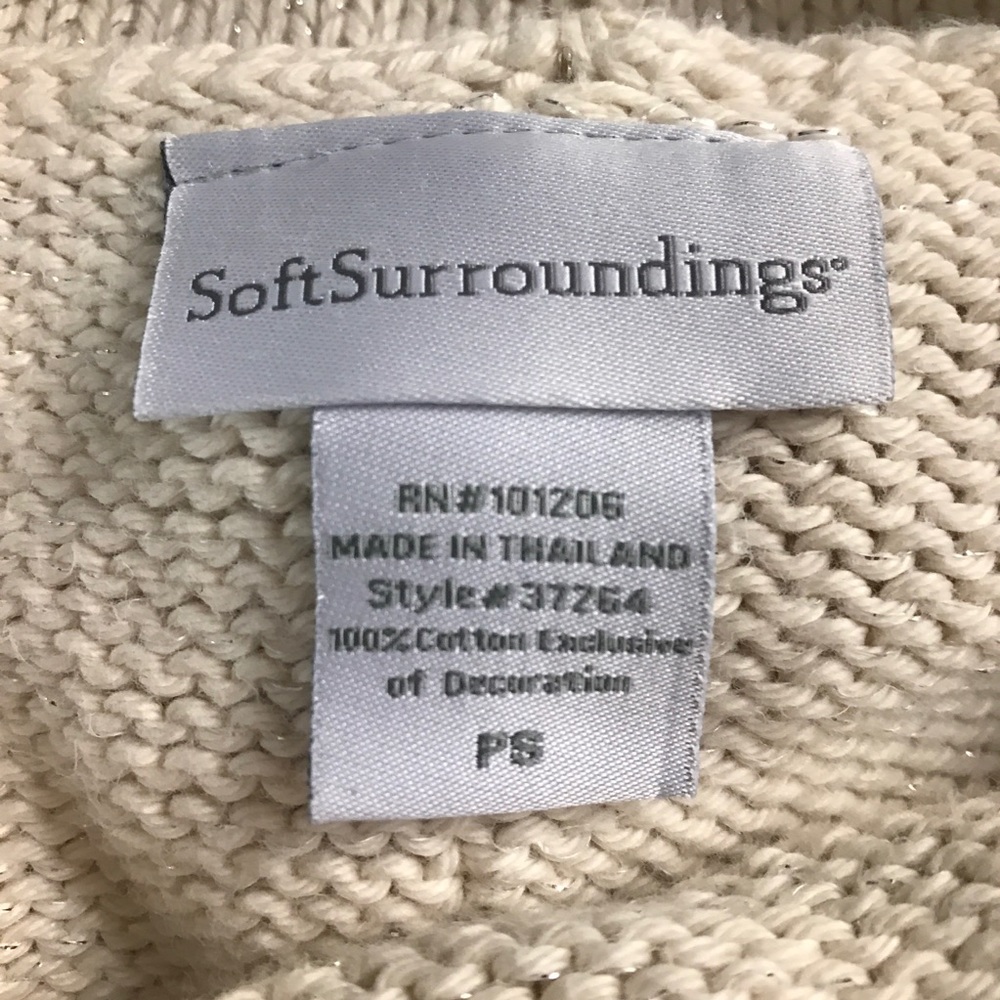 SoftSurroundings®
RN#101206
MADE IN THAILAND
Style#37264
100%Cotton Exclusive
of Decoration
PS